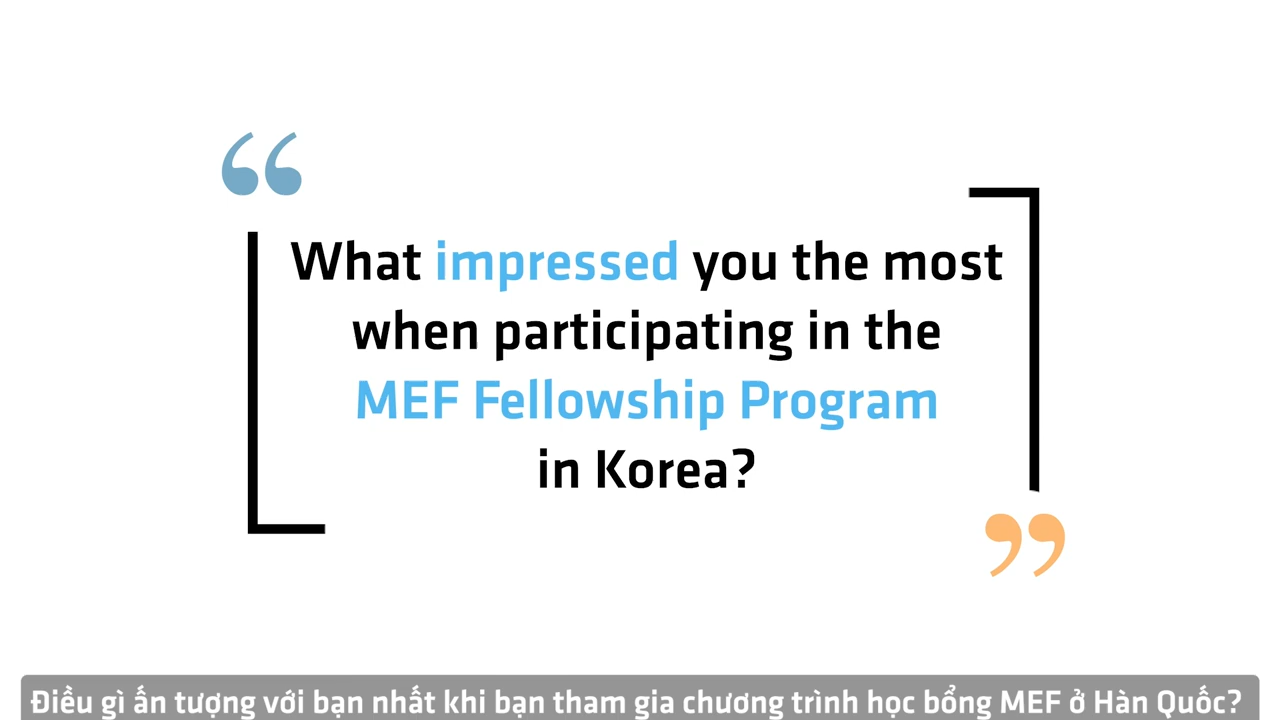 What impressed you the most
when participating in the
MEF Fellowship Program
in Korea?
Điều gì ấn tượng với bạn nhất khi bạn tham gia chương trình học bổng MEF ở Hàn Quốc?